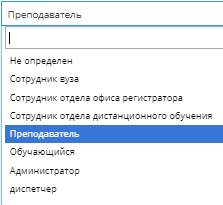 Преподаватель
Не определен
Сотрудник вуза
Сотрудник отдела офиса регистратора
Сотрудник отдела дистанционного обучения
Преподаватель
Обучающийся
Администратор
диспетчер